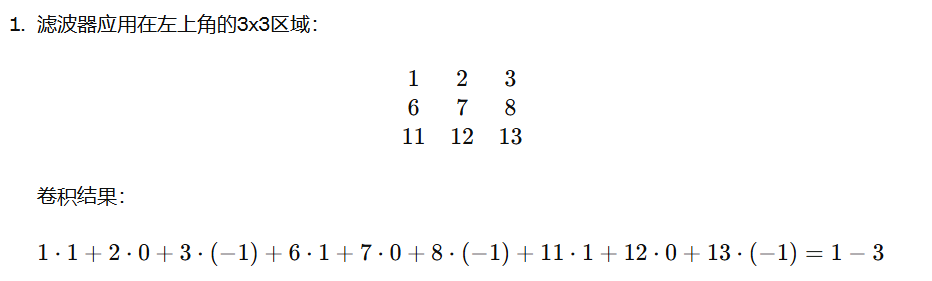 1. 滤波器应用在左上角的3x3区域：
1 2 3
6 7 8
11 12 13
卷积结果：
1 · 1 + 2 · 0 + 3 · (−1) + 6 · 1 + 7 · 0 + 8 · (−1) + 11 · 1 + 12 · 0 + 13 · (−1) = 1 − 3